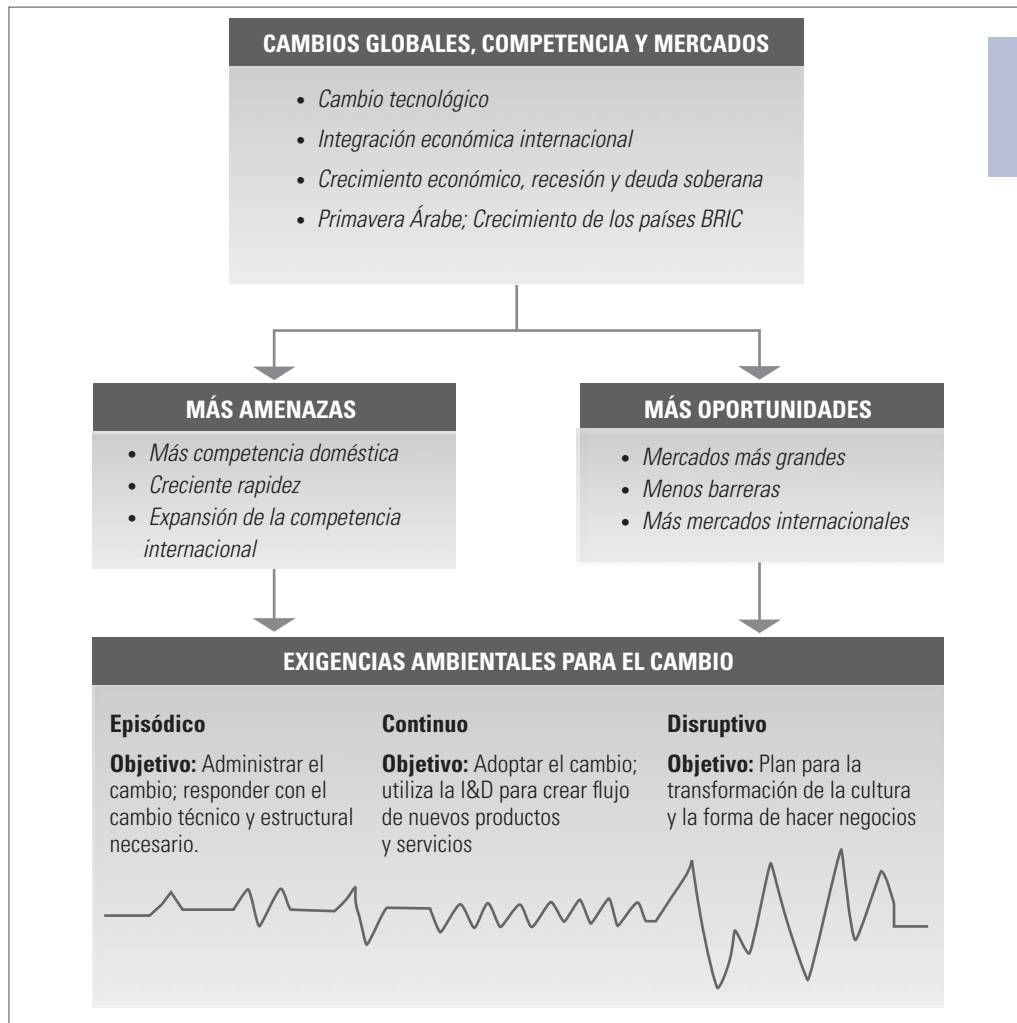 CAMBIOS GLOBALES, COMPETENCIA Y MERCADOS
• Cambio tecnológico
• Integración económica internacional
• Crecimiento económico, recesión y deuda soberana
• Primavera Árabe; Crecimiento de los países BRIC
MÁS AMENAZAS
• Más competencia doméstica
• Creciente rapidez
• Expansión de la competencia
internacional
MÁS OPORTUNIDADES
• Mercados más grandes
• Menos barreras
• Más mercados internacionales
EXIGENCIAS AMBIENTALES PARA EL CAMBIO
Episódico
Objetivo: Administrar el
cambio; responder con el
cambio técnico y estructural
necesario.
Continuo
Objetivo: Adoptar el cambio;
utiliza la I&D para crear flujo
de nuevos productos
y servicios
Disruptivo
Objetivo: Plan para la
transformación de la cultura
y la forma de hacer negocios